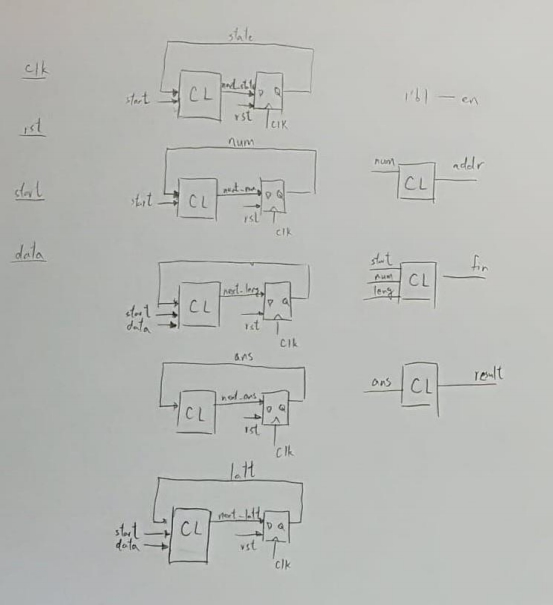 clk
rst
start
data
state
start
CL
next_state
D Q
rst
clk
num
start
CL
next_num
D Q
rst
clk
start
data
CL
next_leng
D Q
rst
clk
ans
CL
next_ans
D Q
rst
clk
latt
start
data
CL
next_latt
D Q
rst
clk
1'b1 — en
num
CL
addr
start
num
leng
CL
fin
ans
CL
result